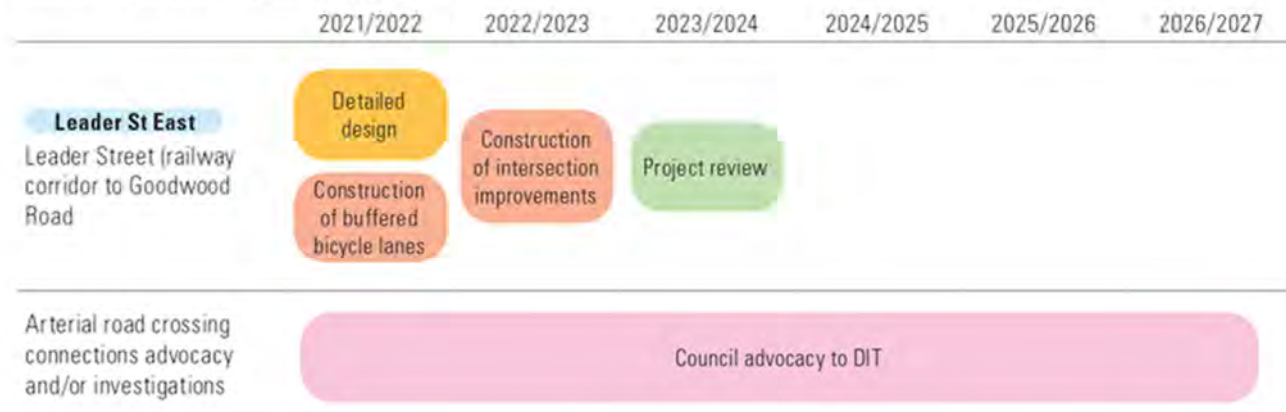 2021/2022 2022/2023 2023/2024 2024/2025 2025/2026 2026/2027
Leader St East
Leader Street (railway
corridor to Goodwood
Road
Detailed
design
Construction
of buffered
bicycle lanes
Construction
of intersection
improvements
Project review
Arterial road crossing
connections advocacy
and/or investigations
Council advocacy to DIT